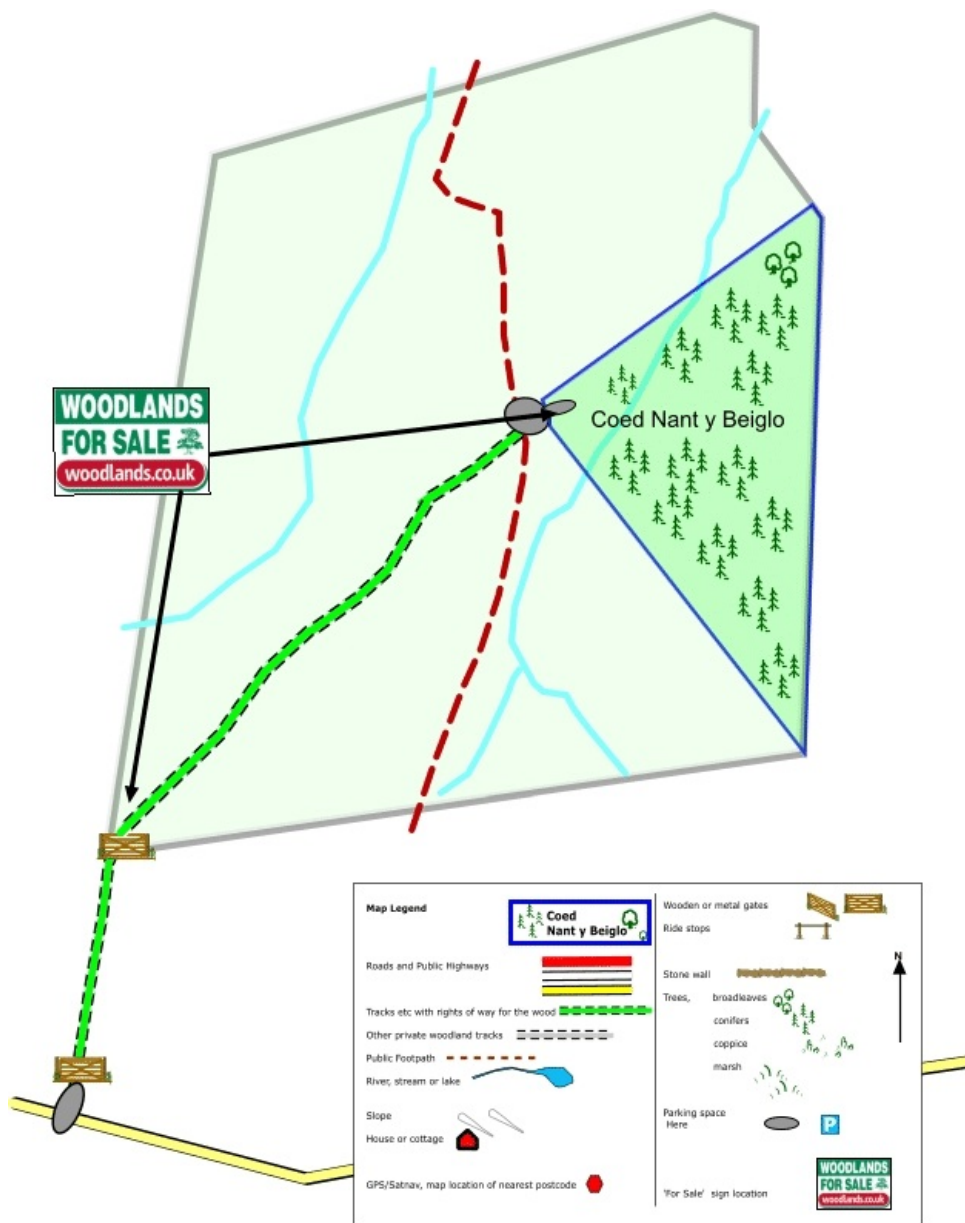 WOODLANDS
FOR SALE
woodlands.co.uk
Coed Nant y Beiglo
Map Legend
Coed
Nant y Beiglo
Roads and Public Highways
Tracks etc with rights of way for the wood
Other private woodland tracks
Public Footpath
River, stream or lake
Slope
House or cottage
GPS/Satnav, map location of nearest postcode
Wooden or metal gates
Ride stops
Stone wall
Trees, broadleaves
conifers
coppice
marsh
N
Parking space
Here
P
'For Sale' sign location
WOODLANDS
FOR SALE
woodlands.co.uk